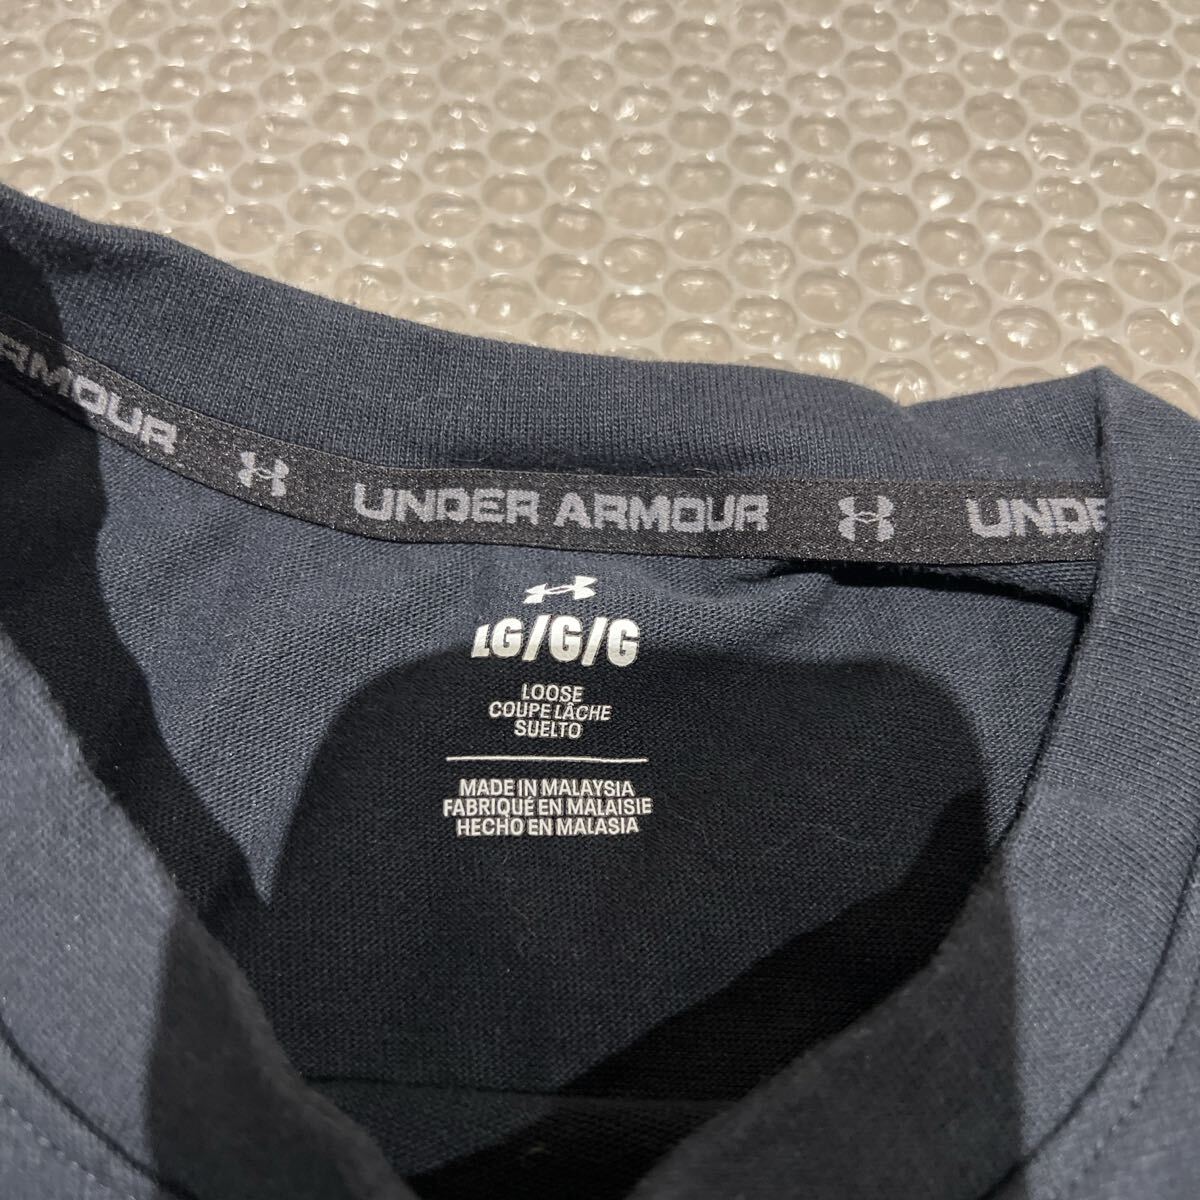 ARMOUR UNDER ARMOUR UNDE
LG/G/G
LOOSE
COUPE LÂCHE
SUELTO
MADE IN MALAYSIA
FABRIQUÉ EN MALAISIE
HECHO EN MALASIA